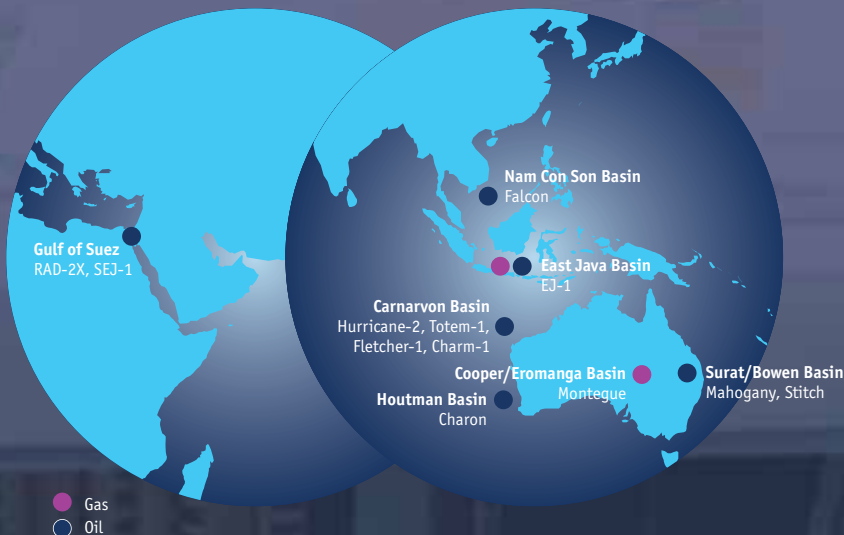 Nam Con Son Basin
Falcon
Gulf of Suez
RAD-2X, SEJ-1
East Java Basin
EJ-1
Carnarvon Basin
Hurricane-2, Totem-1,
Fletcher-1, Charm-1
Cooper/Eromanga Basin
Montegue
Surat/Bowen Basin
Mahogany, Stitch
Houtman Basin
Charon
Gas
Oil